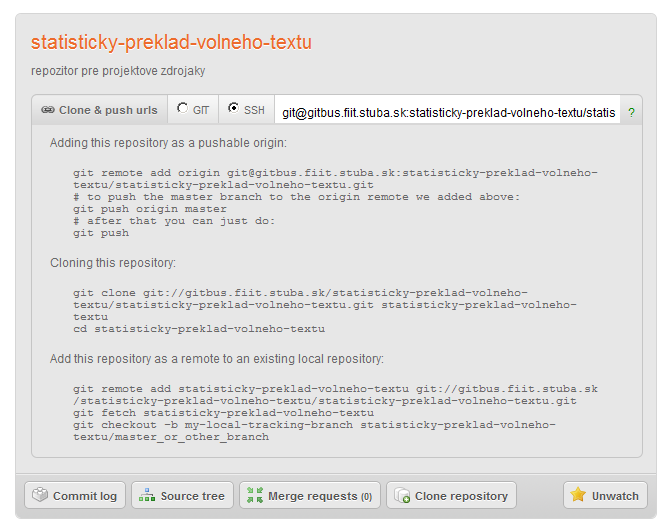 statisticky-preklad-volneho-textu
repozitor pre projektove zdrojaky
Clone & push urls GIT SSH git@gitbus.fiit.stuba.sk:statisticky-preklad-volneho-textu/statis ?
Adding this repository as a pushable origin:
git remote add origin git@gitbus.fiit.stuba.sk:statisticky-preklad-volneho-
textu/statisticky-preklad-volneho-textu.git
# to push the master branch to the origin remote we added above:
git push origin master
# after that you can just do:
git push
Cloning this repository:
git clone git://gitbus.fiit.stuba.sk/statisticky-preklad-volneho-
textu/statisticky-preklad-volneho-textu.git statisticky-preklad-volneho-
textu
cd statisticky-preklad-volneho-textu
Add this repository as a remote to an existing local repository:
git remote add statisticky-preklad-volneho-textu git://gitbus.fiit.stuba.sk
/statisticky-preklad-volneho-textu/statisticky-preklad-volneho-textu.git
git fetch statisticky-preklad-volneho-textu
git checkout -b my-local-tracking-branch statisticky-preklad-volneho-
textu/master_or_other_branch
Commit log Source tree Merge requests (0) Clone repository Unwatch